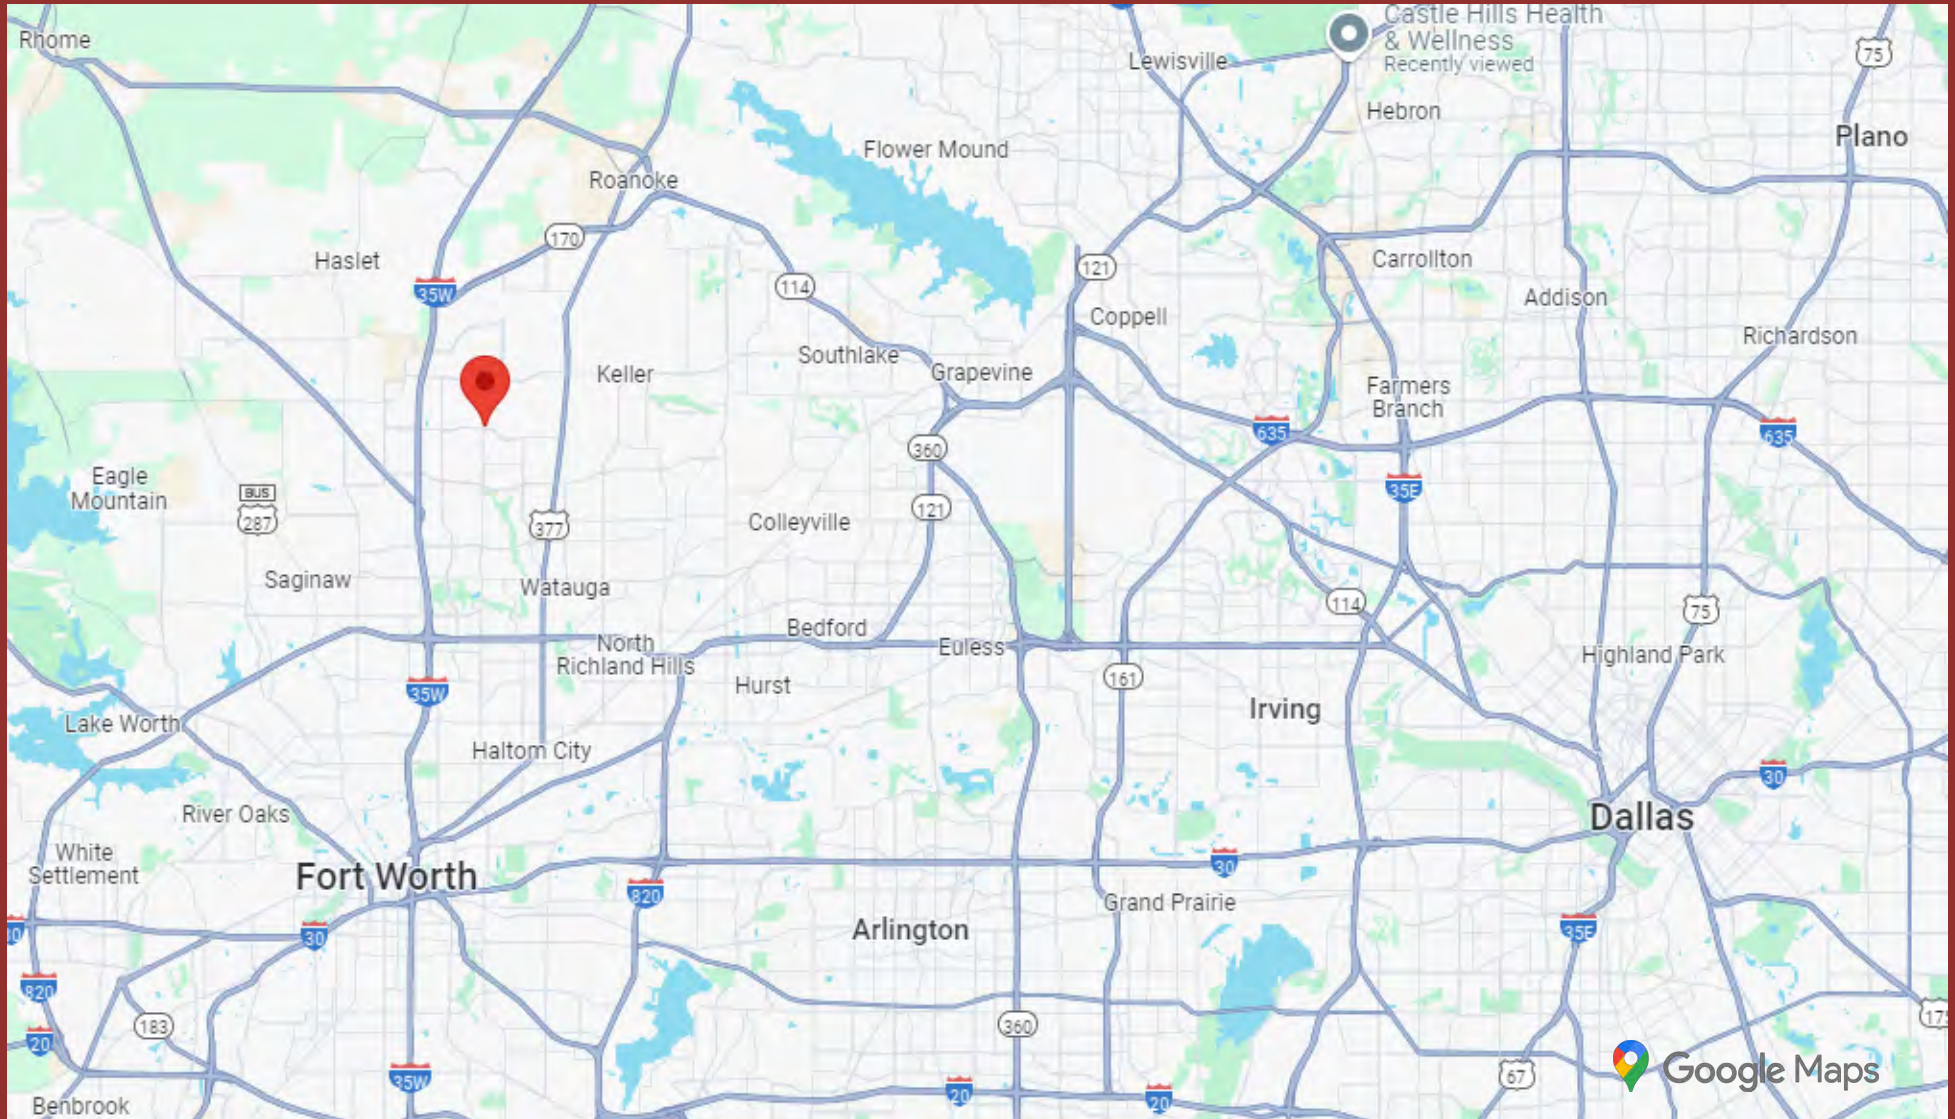 Castle Hills Health
& Wellness
Recently viewed
Rhome
Lewisville
75
Hebron
Plano
Flower Mound
Roanoke
170
Haslet
Carrollton
121
35W
114
Addison
Coppell
Richardson
Southlake
Grapevine
Keller
Farmers
Branch
635
635
360
Eagle
Mountain
BUS
287
35E
121
377
Colleyville
Saginaw
Watauga
114
75
Bedford
North
Richland Hills
Euless
Highland Park
161
Hurst
35W
Irving
Lake Worth
Haltom City
30
River Oaks
Dallas
White
Settlement
Fort Worth
30
820
Grand Prairie
Arlington
30
30
35E
820
183
360
175
20
35W
67
Google Maps
20
20
Benbrook